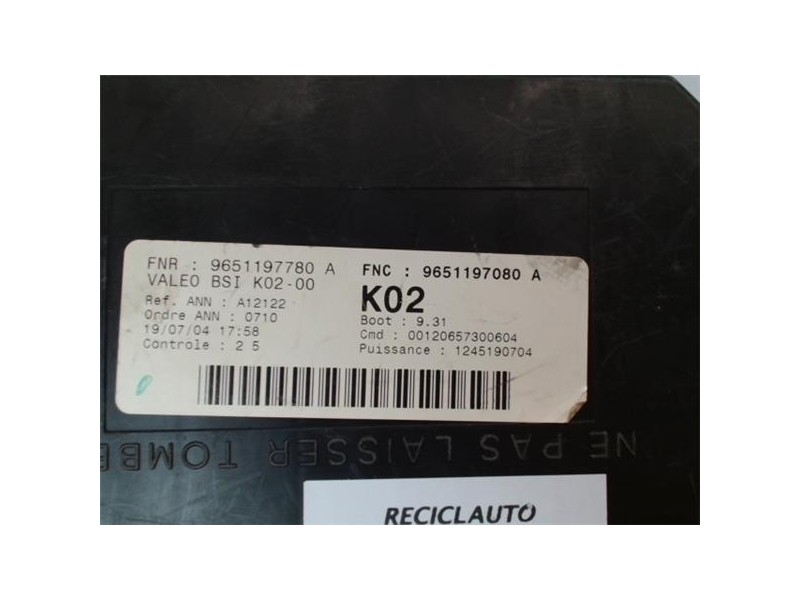 FNR : 9651197780 A
VALEO BSI K02-00
Ref. ANN : A12122
Ordre ANN : 0710
19/07/04 17:58
Controle : 2 5
FNC : 9651197080 A
K02
Boot : 9.31
Cmd : 00120657300604
Puissance : 1245190704
NE PAS LAISSER TOMBE
RECICLAUTO